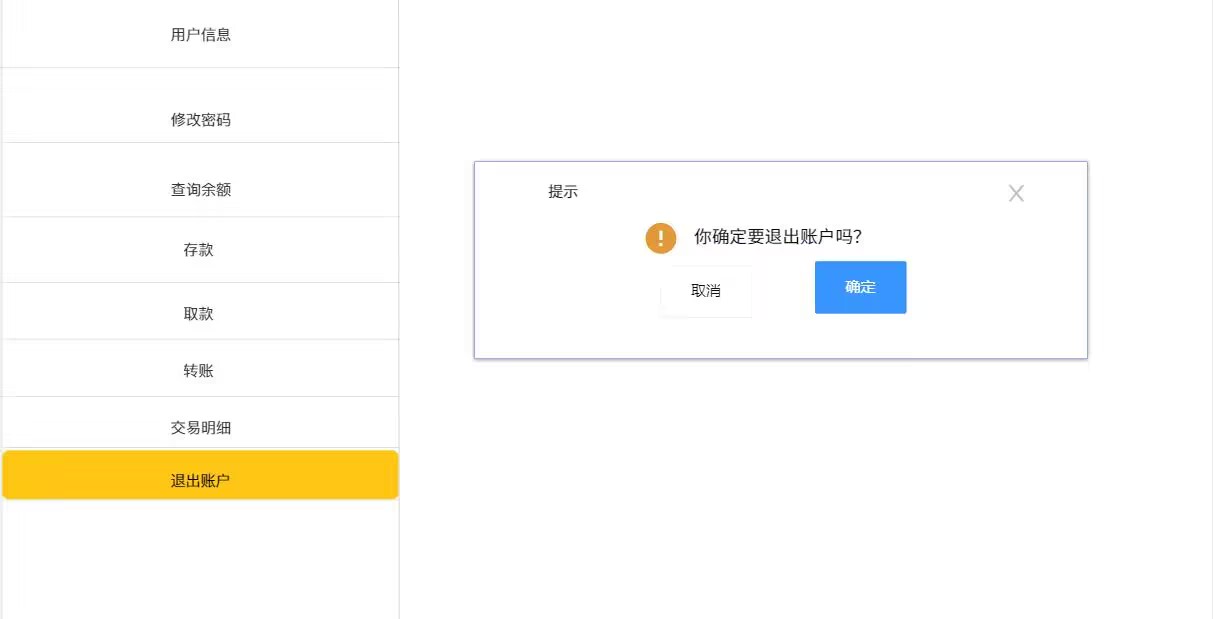 用户信息
修改密码
查询余额
存款
取款
转账
交易明细
退出账户
提示
你确定要退出账户吗？
取消
确定